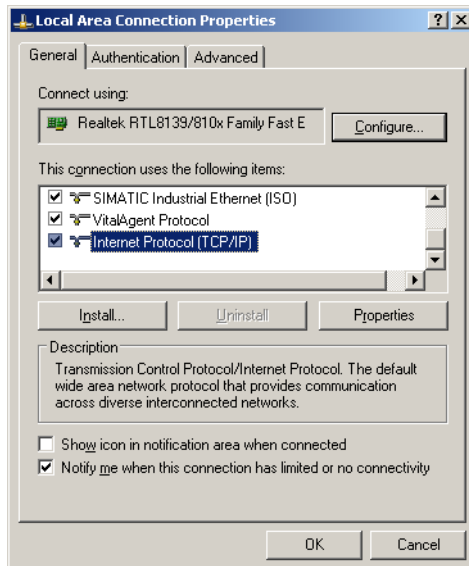 Local Area Connection Properties
General Authentication Advanced
Connect using:
Realtek RTL8139/810x Family Fast E Configure...
This connection uses the following items:
SIMATIC Industrial Ethernet (ISO)
VitalAgent Protocol
Internet Protocol (TCP/IP)
Install... Uninstall Properties
Description
Transmission Control Protocol/Internet Protocol. The default
wide area network protocol that provides communication
across diverse interconnected networks.
Show icon in notification area when connected
Notify me when this connection has limited or no connectivity
OK Cancel